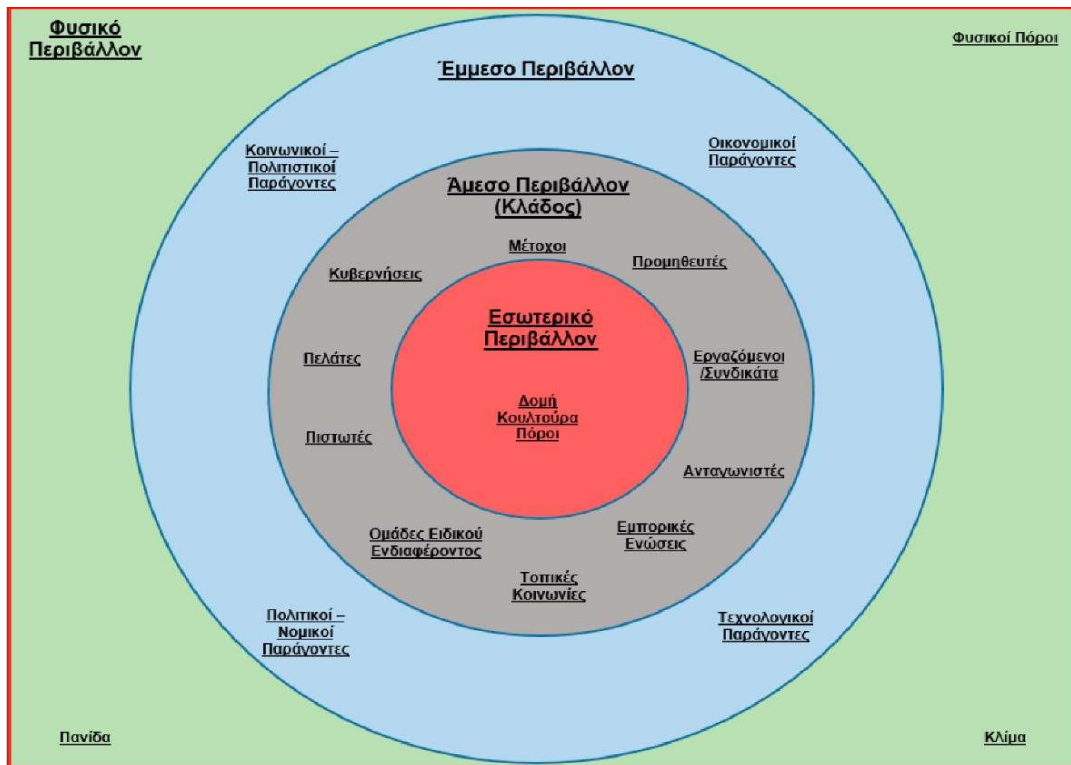 Φυσικό
Περιβάλλον
Φυσικοί Πόροι
Έμμεσο Περιβάλλον
Κοινωνικοί –
Πολιτιστικοί
Παράγοντες
Οικονομικοί
Παράγοντες
Άμεσο Περιβάλλον
(Κλάδος)
Μέτοχοι
Κυβερνήσεις
Προμηθευτές
Εσωτερικό
Περιβάλλον
Πελάτες
Εργαζόμενοι
/Συνδικάτα
Δομή
Κουλτούρα
Πόροι
Πιστωτές
Ανταγωνιστές
Ομάδες Ειδικού
Ενδιαφέροντος
Εμπορικές
Ενώσεις
Τοπικές
Κοινωνίες
Πολιτικοί –
Νομικοί
Παράγοντες
Τεχνολογικοί
Παράγοντες
Πανίδα
Κλίμα